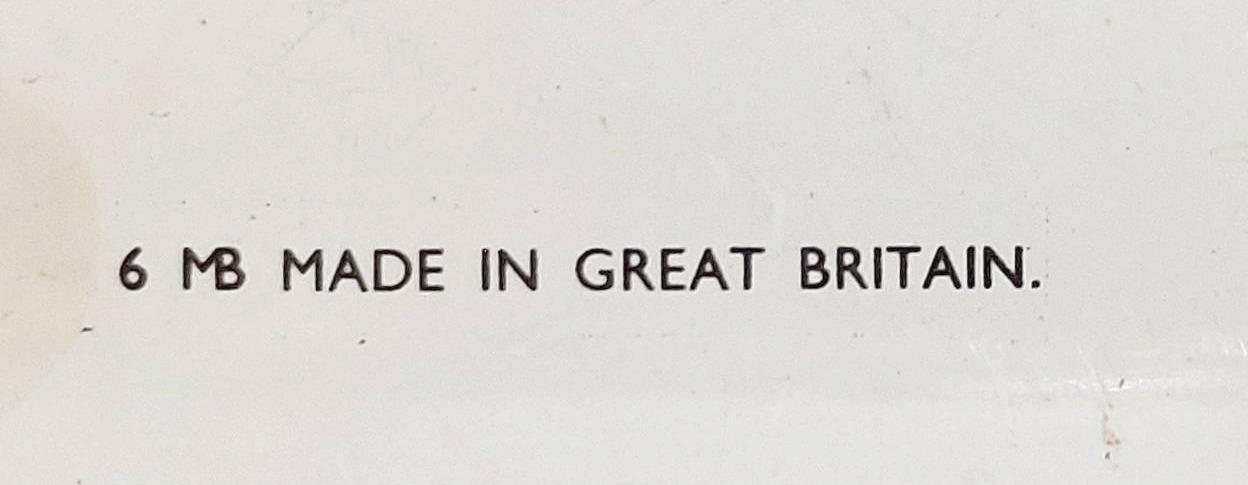 6 MB MADE IN GREAT BRITAIN.